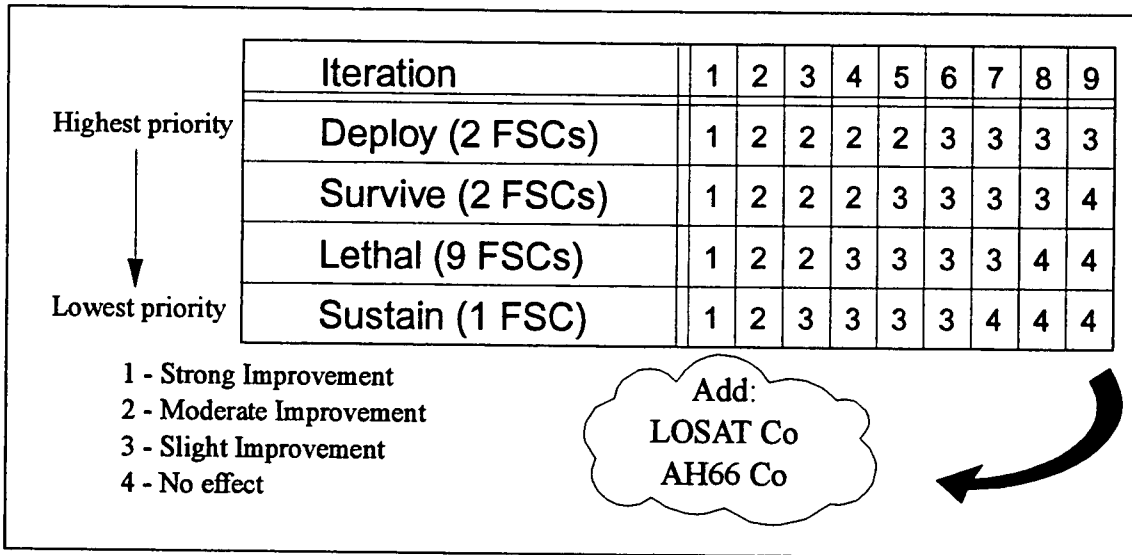 Iteration 1 2 3 4 5 6 7 8 9
Highest priority
Deploy (2 FSCs) 1 2 2 2 2 3 3 3 3
Survive (2 FSCs) 1 2 2 2 3 3 3 3 4
Lethal (9 FSCs) 1 2 2 3 3 3 3 4 4
Lowest priority
Sustain (1 FSC) 1 2 3 3 3 3 4 4 4
1 - Strong Improvement
2 - Moderate Improvement
3 - Slight Improvement
4 - No effect
Add:
LOSAT Co
AH66 Co